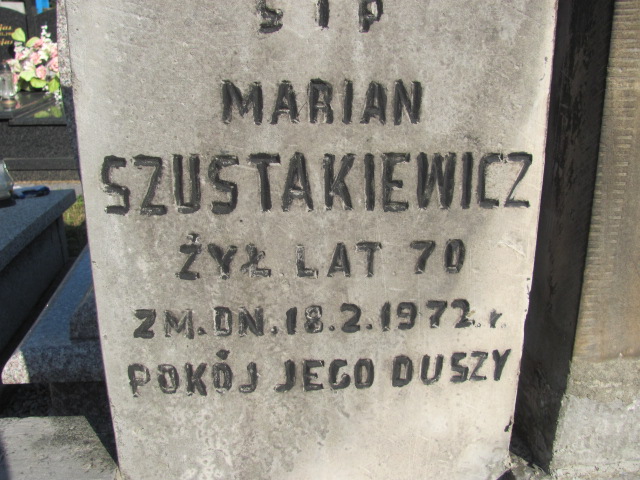 Ś I P
MARIAN
SZUSTAKIEWICZ
ŻYŁ LAT 70
ZM. DN. 18.2.1972.r.
POKÓJ JEGO DUSZY